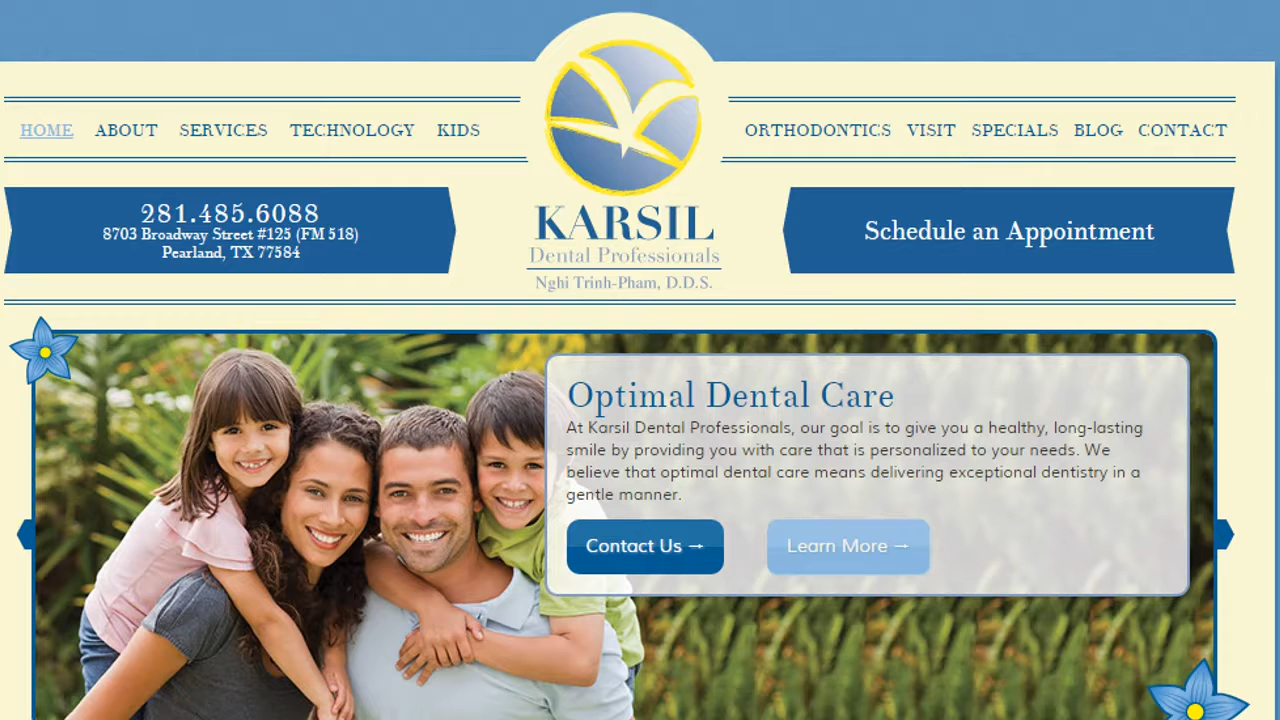 HOME ABOUT SERVICES TECHNOLOGY KIDS
ORTHODONTICS VISIT SPECIALS BLOG CONTACT
281.485.6088
8703 Broadway Street #125 (FM 518)
Pearland, TX 77584
KARSIL
Dental Professionals
Nghi Trinh-Pham, D.D.S.
Schedule an Appointment
Optimal Dental Care
At Karsil Dental Professionals, our goal is to give you a healthy, long-lasting
smile by providing you with care that is personalized to your needs. We
believe that optimal dental care means delivering exceptional dentistry in a
gentle manner.
Contact Us →
Learn More →